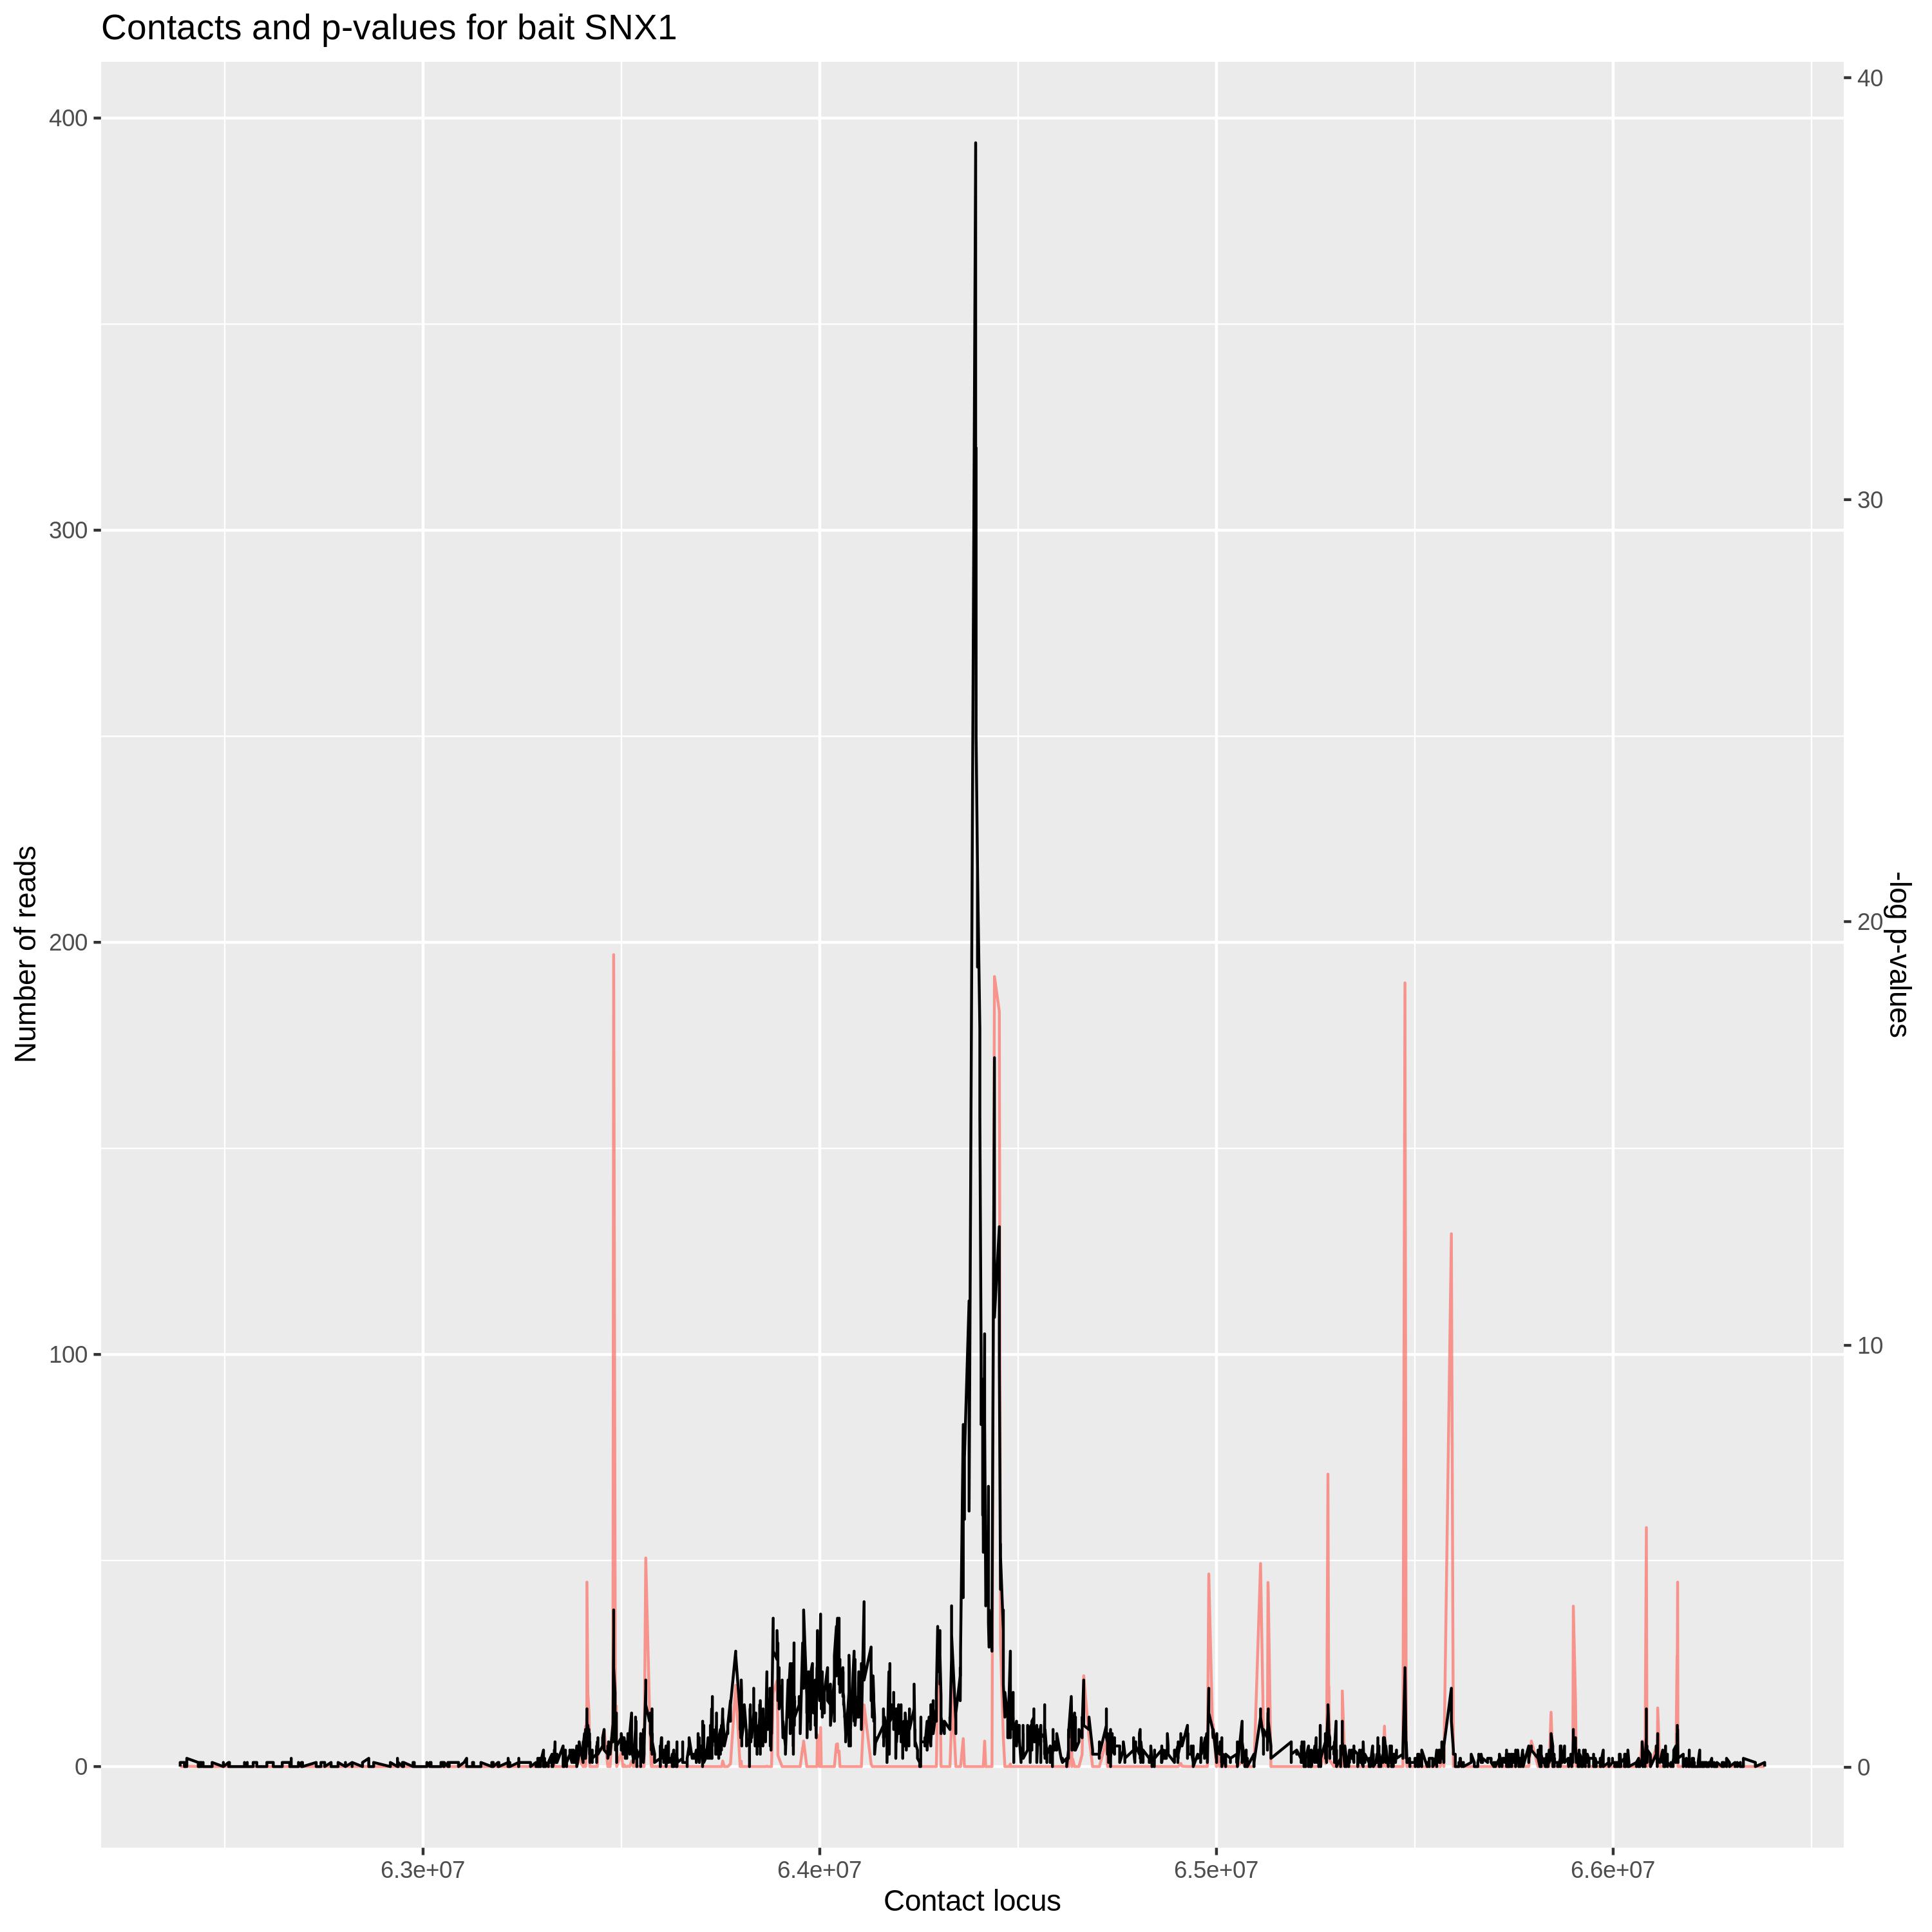 Contacts and p-values for bait SNX1
400
300
200
100
0
Number of reads
40
30
20
10
0
-log p-values
6.3e+07
6.4e+07
6.5e+07
6.6e+07
Contact locus